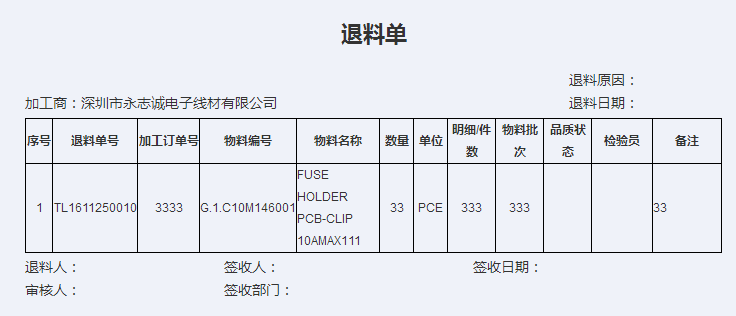 退料单
退料原因：
加工商：深圳市永志诚电子线材有限公司 退料日期：
序号 退料单号 加工订单号 物料编号 物料名称 数量 单位 明细/件数 物料批次 品质状态 检验员 备注
1 TL1611250010 3333 G.1.C10M146001 FUSE HOLDER PCB-CLIP 10AMAX111 33 PCE 333 333 33
退料人： 签收人： 签收日期：
审核人： 签收部门：